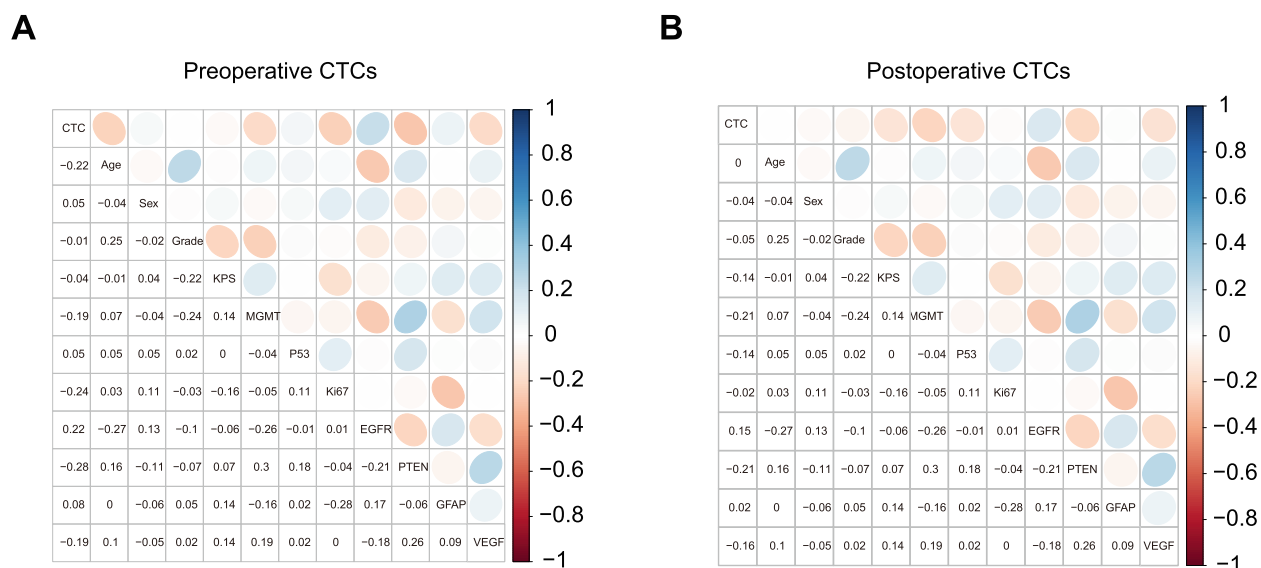 A
Preoperative CTCs
CTC
−0.22 Age
0.05 −0.04 Sex
−0.01 0.25 −0.02 Grade
−0.04 −0.01 0.04 −0.22 KPS
−0.19 0.07 −0.04 −0.24 0.14 MGMT
0.05 0.05 0.05 0.02 0 −0.04 P53
−0.24 0.03 0.11 −0.03 −0.16 −0.05 0.11 Ki67
0.22 −0.27 0.13 −0.1 −0.06 −0.26 −0.01 0.01 EGFR
−0.28 0.16 −0.11 −0.07 0.07 0.3 0.18 −0.04 −0.21 PTEN
0.08 0 −0.06 0.05 0.14 −0.16 0.02 −0.28 0.17 −0.06 GFAP
−0.19 0.1 −0.05 0.02 0.14 0.19 0.02 0 −0.18 0.26 0.09 VEGF
1
0.8
0.6
0.4
0.2
0
−0.2
−0.4
−0.6
−0.8
−1
B
Postoperative CTCs
CTC
0 Age
−0.04 −0.04 Sex
−0.05 0.25 −0.02 Grade
−0.14 −0.01 0.04 −0.22 KPS
−0.21 0.07 −0.04 −0.24 0.14 MGMT
−0.14 0.05 0.05 0.02 0 −0.04 P53
−0.02 0.03 0.11 −0.03 −0.16 −0.05 0.11 Ki67
0.15 −0.27 0.13 −0.1 −0.06 −0.26 −0.01 0.01 EGFR
−0.21 0.16 −0.11 −0.07 0.07 0.3 0.18 −0.04 −0.21 PTEN
0.02 0 −0.06 0.05 0.14 −0.16 0.02 −0.28 0.17 −0.06 GFAP
−0.16 0.1 −0.05 0.02 0.14 0.19 0.02 0 −0.18 0.26 0.09 VEGF
1
0.8
0.6
0.4
0.2
0
−0.2
−0.4
−0.6
−0.8
−1